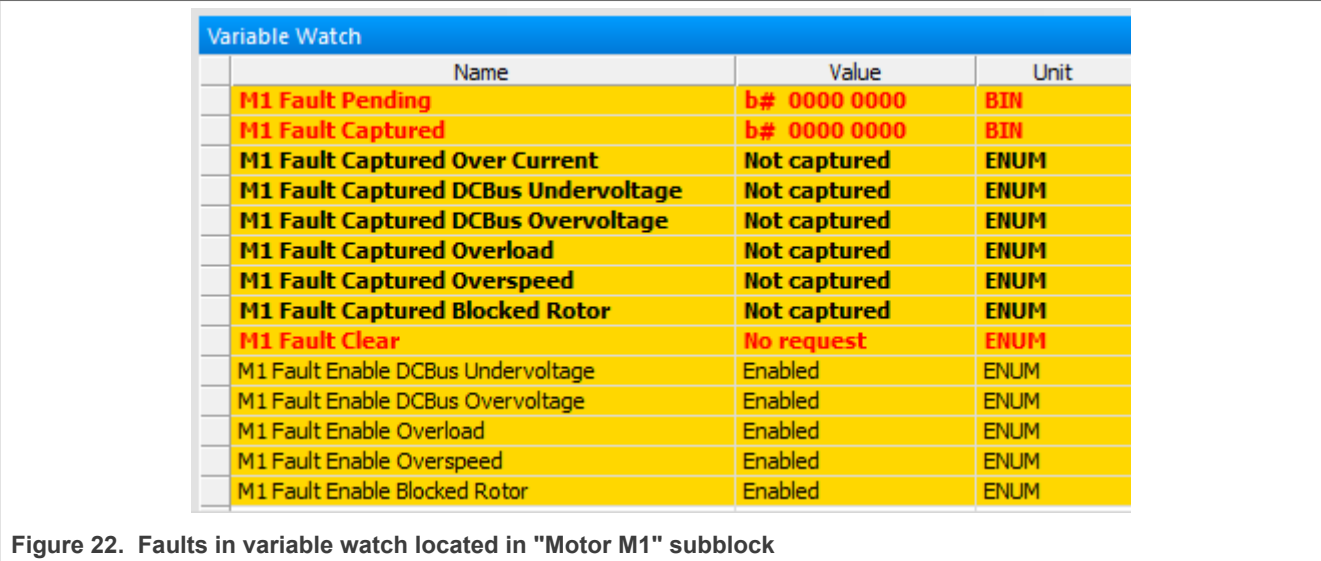 Variable Watch
Name Value Unit
M1 Fault Pending b# 0000 0000 BIN
M1 Fault Captured b# 0000 0000 BIN
M1 Fault Captured Over Current Not captured ENUM
M1 Fault Captured DCBus Undervoltage Not captured ENUM
M1 Fault Captured DCBus Overvoltage Not captured ENUM
M1 Fault Captured Overload Not captured ENUM
M1 Fault Captured Overspeed Not captured ENUM
M1 Fault Captured Blocked Rotor Not captured ENUM
M1 Fault Clear No request ENUM
M1 Fault Enable DCBus Undervoltage Enabled ENUM
M1 Fault Enable DCBus Overvoltage Enabled ENUM
M1 Fault Enable Overload Enabled ENUM
M1 Fault Enable Overspeed Enabled ENUM
M1 Fault Enable Blocked Rotor Enabled ENUM
Figure 22. Faults in variable watch located in "Motor M1" subblock